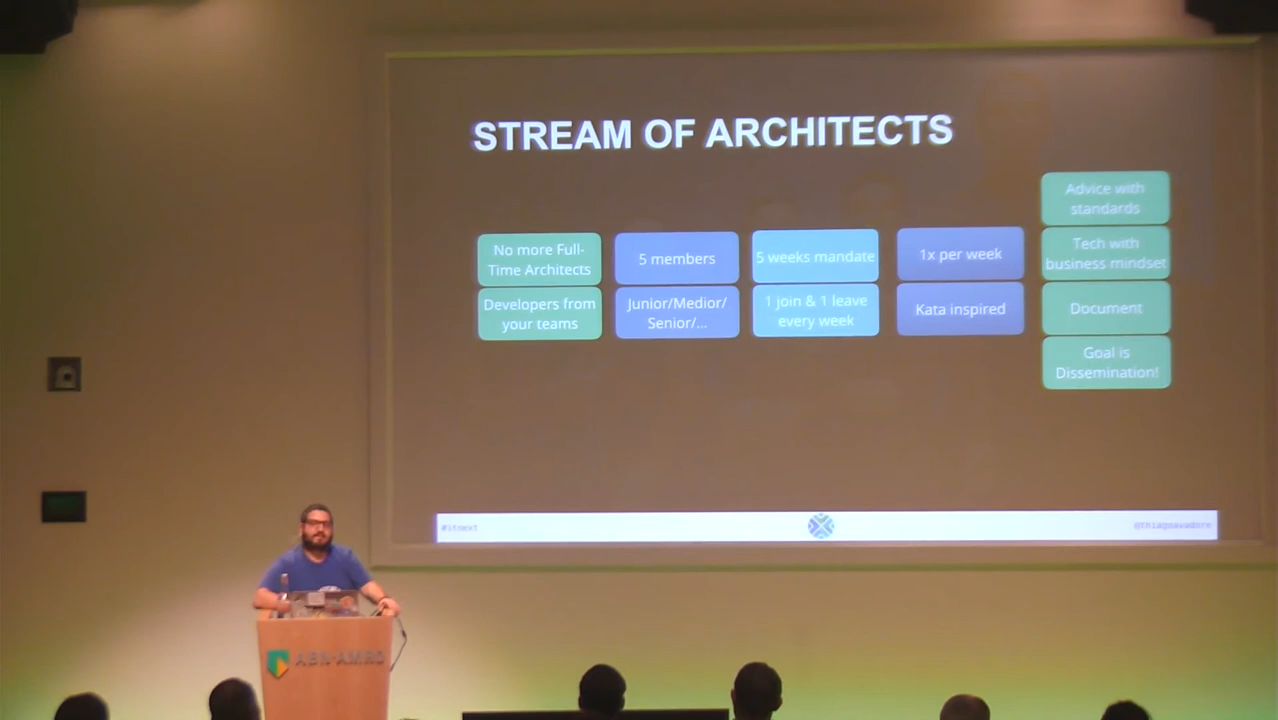 STREAM OF ARCHITECTS
No more Full-
Time Architects
Developers from
your teams
5 members
Junior/Medior/
Senior/...
5 weeks mandate
1 join & 1 leave
every week
1x per week
Kata inspired
Advice with
standards
Tech with
business mindset
Document
Goal is
Dissemination!
#itnext
@thiagoavadore
ABN·AMRO